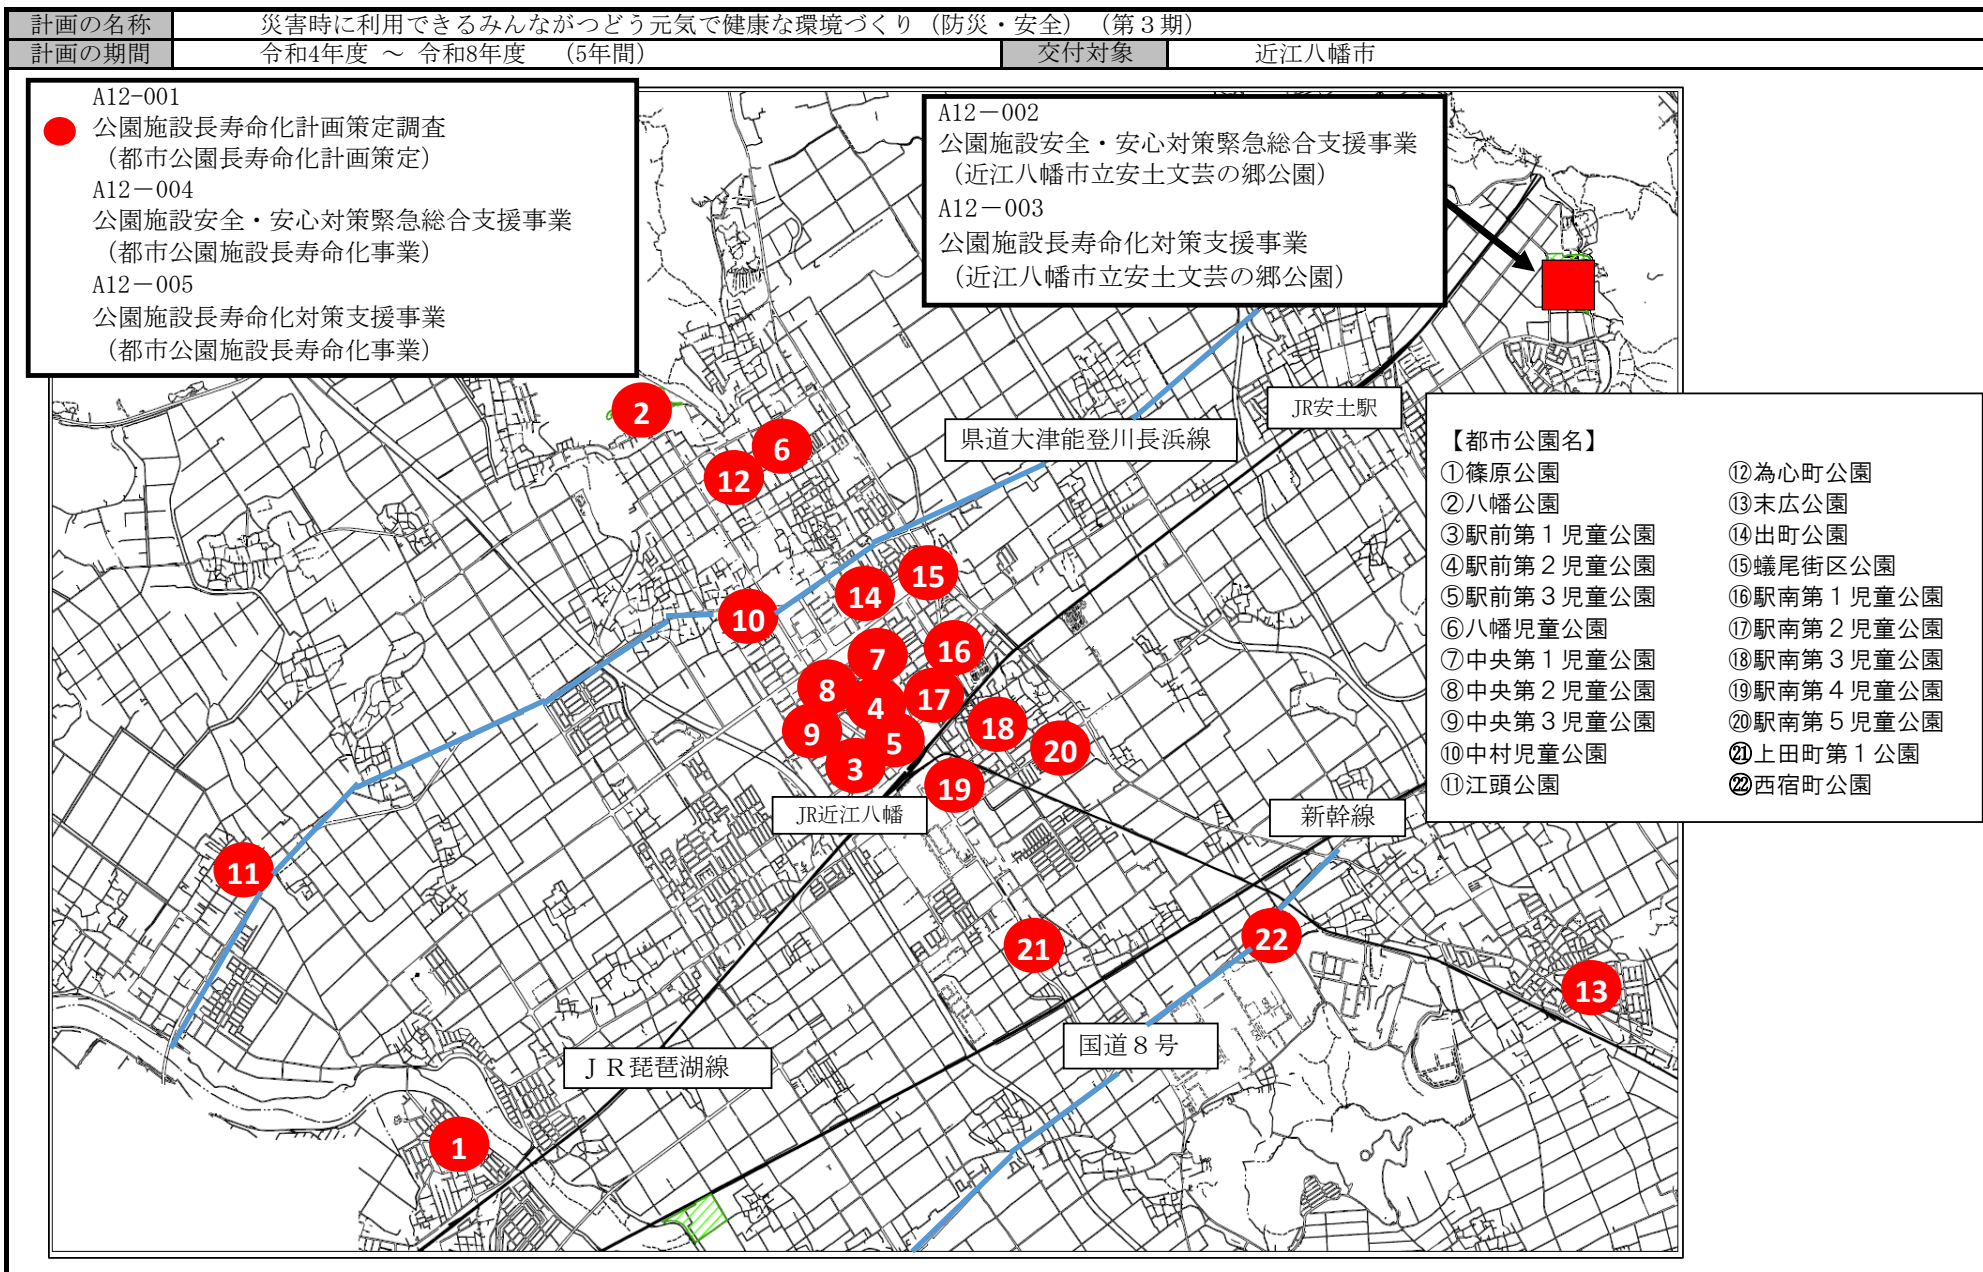 計画の名称 災害時に利用できるみんながつどう元気で健康な環境づくり（防災・安全）（第３期）
計画の期間 令和4年度 ～ 令和8年度 （5年間） 交付対象 近江八幡市
A12-001
公園施設長寿命化計画策定調査
（都市公園長寿命化計画策定）
A12－004
公園施設安全・安心対策緊急総合支援事業
（都市公園施設長寿命化事業）
A12－005
公園施設長寿命化対策支援事業
（都市公園施設長寿命化事業）
A12－002
公園施設安全・安心対策緊急総合支援事業
（近江八幡市立安土文芸の郷公園）
A12－003
公園施設長寿命化対策支援事業
（近江八幡市立安土文芸の郷公園）
JR安土駅
県道大津能登川長浜線
【都市公園名】
①篠原公園
②八幡公園
③駅前第１児童公園
④駅前第２児童公園
⑤駅前第３児童公園
⑥八幡児童公園
⑦中央第１児童公園
⑧中央第２児童公園
⑨中央第３児童公園
⑩中村児童公園
⑪江頭公園
⑫為心町公園
⑬末広公園
⑭出町公園
⑮蟻尾街区公園
⑯駅南第１児童公園
⑰駅南第２児童公園
⑱駅南第３児童公園
⑲駅南第４児童公園
⑳駅南第５児童公園
㉑上田町第１公園
㉒西宿町公園
2
6
12
15
14
10
16
7
8
17
4
18
9
5
20
3
19
JR近江八幡
新幹線
11
21
22
13
国道８号
ＪＲ琵琶湖線
1